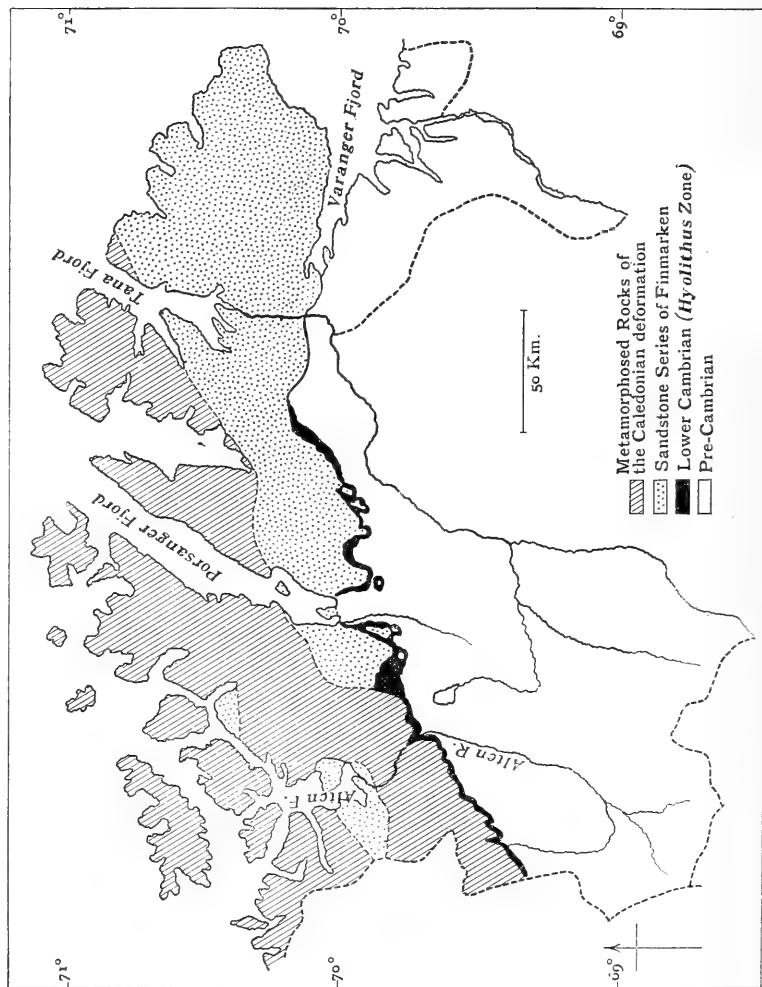 71°
70°
69°
Tana Fjord
Varanger Fjord
Porsanger Fjord
Alten F.
Alten R.
50 Km.
Metamorphosed Rocks of
the Caledonian deformation
Sandstone Series of Finmarken
Lower Cambrian (Hyolithus Zone)
Pre-Cambrian
71°
70°
69°